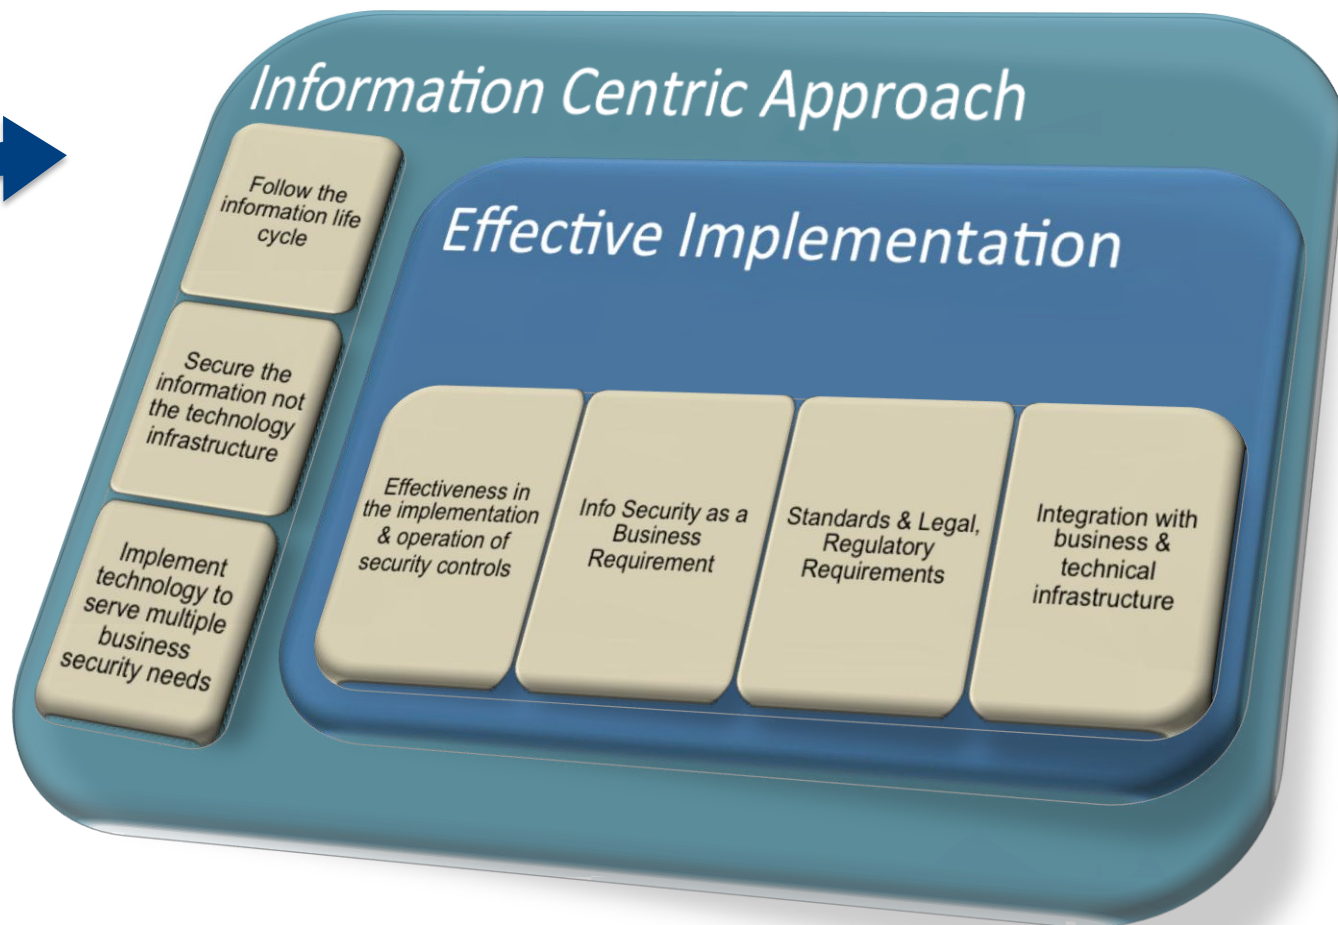 Information Centric Approach
Follow the
information life
cycle
Secure the
information not
the technology
infrastructure
Implement
technology to
serve multiple
business
security needs
Effective Implementation
Effectiveness in
the implementation
& operation of
security controls
Info Security as a
Business
Requirement
Standards & Legal,
Regulatory
Requirements
Integration with
business &
technical
infrastructure